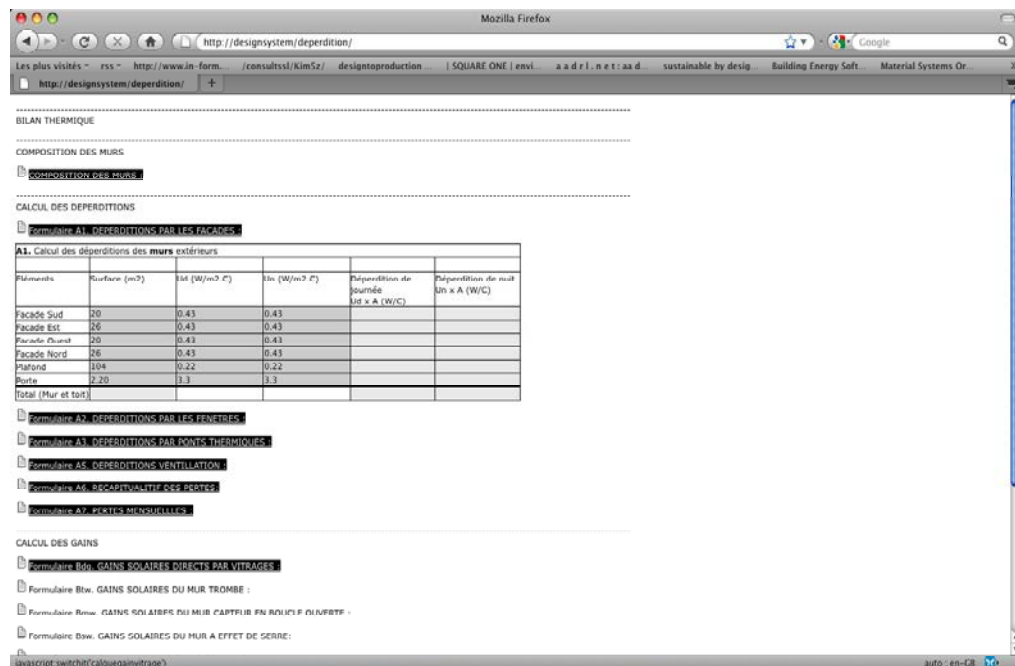 Mozilla Firefox
http://designsystem/deperdition/
Google
Les plus visités rss http://www.in-form... /consultssl/KimSz/ designtoproduction ... | SQUARE ONE | envi... a a d r l . n e t : aa d... sustainable by desig... Building Energy Soft... Material Systems Or...
http://designsystem/deperdition/ +
BILAN THERMIQUE
COMPOSITION DES MURS
COMPOSITION DES MURS :
CALCUL DES DEPERDITIONS
Formulaire A1. DEPERDITIONS PAR LES FACADES :
A1. Calcul des déperditions des murs extérieurs
Eléments Surface (m2) Ud (W/m2 C) Un (W/m2 C) Déperdition de Déperdition de nuit
journée Un x A (W/C)
Ud x A (W/C)
Facade Sud 20 0.43 0.43
Facade Est 26 0.43 0.43
Facade Ouest 20 0.43 0.43
Facade Nord 26 0.43 0.43
Plafond 104 0.22 0.22
Porte 2.20 3.3 3.3
Total (Mur et toit)
Formulaire A2. DEPERDITIONS PAR LES FENETRES :
Formulaire A3. DEPERDITIONS PAR PONTS THERMIQUES :
Formulaire A5. DEPERDITIONS VENTILLATION :
Formulaire A6. RECAPITUALITIF DES PERTES:
Formulaire A7. PERTES MENSUELLLES :
CALCUL DES GAINS
Formulaire Bdg. GAINS SOLAIRES DIRECTS PAR VITRAGES :
Formulaire Btw. GAINS SOLAIRES DU MUR TROMBE :
Formulaire Bmw. GAINS SOLAIRES DU MUR CAPTEUR EN BOUCLE OUVERTE :
Formulaire Bsw. GAINS SOLAIRES DU MUR A EFFET DE SERRE:
javascript:switchit('calquegainvitrage') auto : en-GB